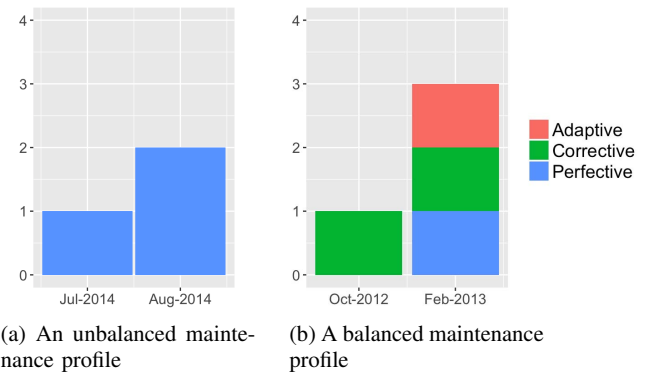 4
3
2
1
0
Jul-2014 Aug-2014
(a) An unbalanced mainte-
nance profile
4
3
2
1
0
Oct-2012 Feb-2013
(b) A balanced maintenance
profile
Adaptive
Corrective
Perfective